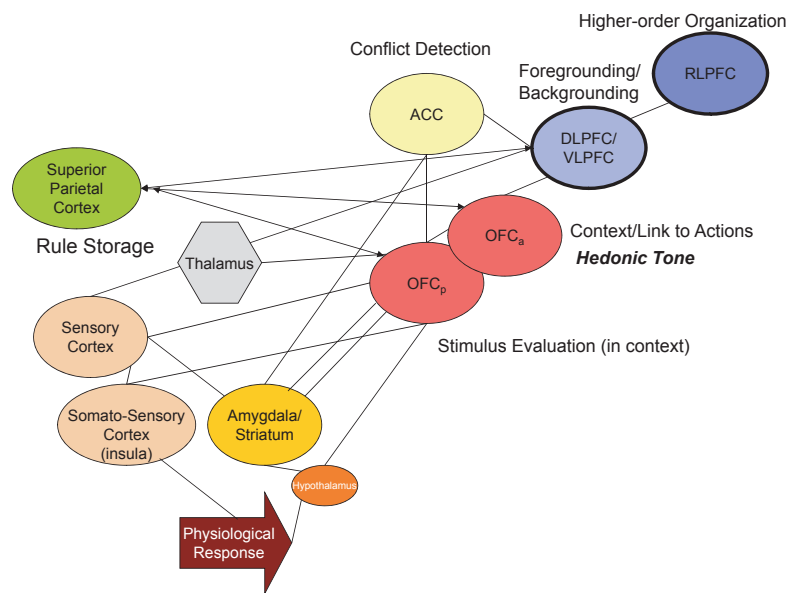 Higher-order Organization
RLPFC
Conflict Detection
Foregrounding/
Backgrounding
ACC
DLPFC/
VLPFC
Superior
Parietal
Cortex
Rule Storage
OFCa
Context/Link to Actions
Hedonic Tone
Thalamus
OFCp
Sensory
Cortex
Stimulus Evaluation (in context)
Somato-Sensory
Cortex
(insula)
Amygdala/
Striatum
Hypothalamus
Physiological
Response